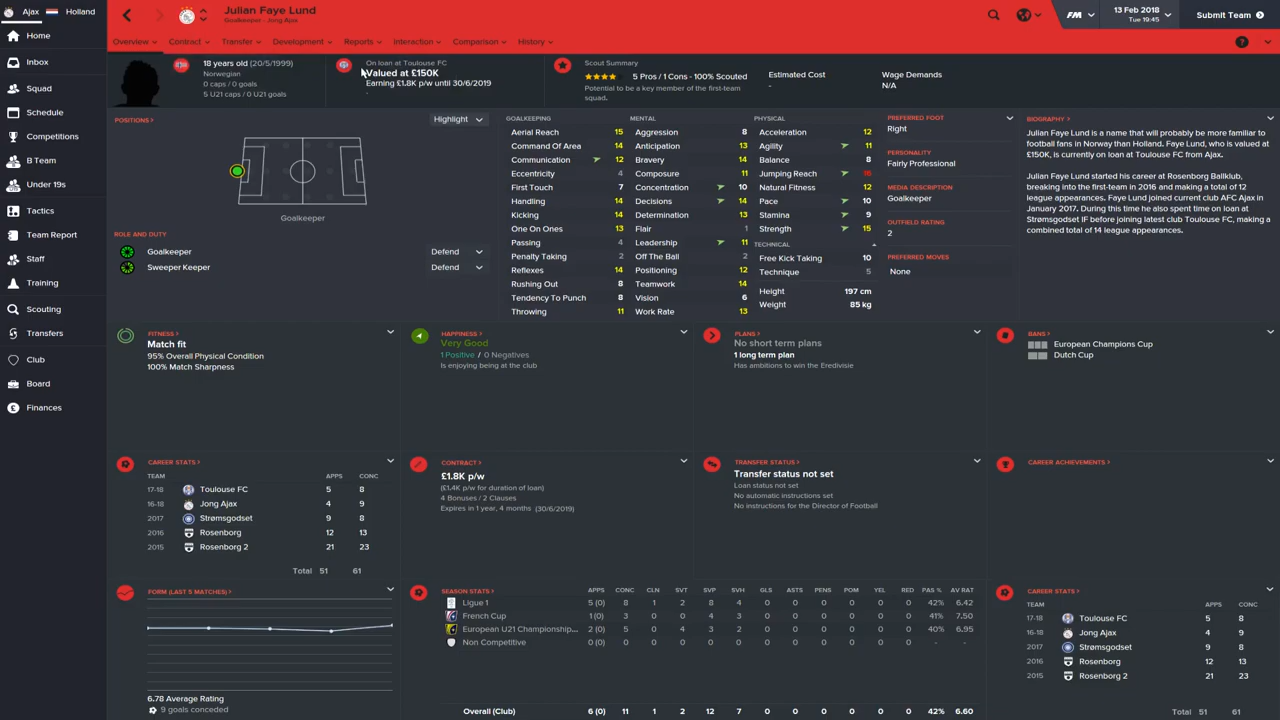 Ajax Holland
Julian Faye Lund
Goalkeeper - Jong Ajax
FM
13 Feb 2018
Tue 19:45
Submit Team
Overview Contract Transfer Development Reports Interaction Comparison History
Home
Inbox
Squad
Schedule
Competitions
B Team
Under 19s
Tactics
Team Report
Staff
Training
Scouting
Transfers
Club
Board
Finances
18 years old (20/5/1999)
Norwegian
0 caps / 0 goals
5 U21 caps / 0 U21 goals
On loan at Toulouse FC
Valued at £150K
Earning £1.8K p/w until 30/6/2019
-
Scout Summary
5 Pros / 1 Cons - 100% Scouted
Potential to be a key member of the first-team
squad.
Estimated Cost
-
Wage Demands
N/A
POSITIONS >
Highlight
Goalkeeper
ROLE AND DUTY
Goalkeeper Defend
Sweeper Keeper Defend
GOALKEEPING
Aerial Reach 15
Command Of Area 14
Communication 12
Eccentricity 4
First Touch 7
Handling 14
Kicking 14
One On Ones 13
Passing 4
Penalty Taking 2
Reflexes 14
Rushing Out 8
Tendency To Punch 8
Throwing 11
MENTAL
Aggression 8
Anticipation 13
Bravery 14
Composure 11
Concentration 10
Decisions 14
Determination 13
Flair 1
Leadership 11
Off The Ball 2
Positioning 12
Teamwork 14
Vision 6
Work Rate 13
PHYSICAL
Acceleration 12
Agility 11
Balance 8
Jumping Reach
Natural Fitness 12
Pace 10
Stamina 9
Strength 15
TECHNICAL
Free Kick Taking 10
Technique 5
Height 197 cm
Weight 85 kg
PREFERRED FOOT
Right
PERSONALITY
Fairly Professional
MEDIA DESCRIPTION
Goalkeeper
OUTFIELD RATING
2
PREFERRED MOVES
None
BIOGRAPHY >
Julian Faye Lund is a name that will probably be more familiar to
football fans in Norway than Holland. Faye Lund, who is valued at
£150K, is currently on loan at Toulouse FC from Ajax.
Julian Faye Lund started his career at Rosenborg Ballklub,
breaking into the first-team in 2016 and making a total of 12
league appearances. Faye Lund joined current club AFC Ajax in
January 2017. During this time he also spent time on loan at
Strømsgodset IF before joining latest club Toulouse FC, making a
combined total of 14 league appearances.
FITNESS >
Match fit
95% Overall Physical Condition
100% Match Sharpness
HAPPINESS >
Very Good
1 Positive / 0 Negatives
Is enjoying being at the club
PLANS >
No short term plans
1 long term plan
Has ambitions to win the Eredivisie
BANS >
European Champions Cup
Dutch Cup
CAREER STATS >
TEAM APPS CONC
17-18 Toulouse FC 5 8
16-18 Jong Ajax 4 9
2017 Strømsgodset 9 8
2016 Rosenborg 12 13
2015 Rosenborg 2 21 23
Total 51 61
CONTRACT >
£1.8K p/w
(£1.4K p/w for duration of loan)
4 Bonuses / 2 Clauses
Expires in 1 year, 4 months (30/6/2019)
TRANSFER STATUS >
Transfer status not set
Loan status not set
No automatic instructions set
No instructions for the Director of Football
CAREER ACHIEVEMENTS >
FORM (LAST 5 MATCHES) >
6.78 Average Rating
9 goals conceded
SEASON STATS > APPS CONC CLN SVT SVP SVH GLS ASTS PENS POM YEL RED PAS % AV RAT
Ligue 1 5 (0) 8 1 2 8 4 0 0 0 0 0 0 42% 6.42
French Cup 1 (0) 3 0 0 4 3 0 0 0 0 0 0 41% 7.50
European U21 Championship... 2 (0) 5 0 4 3 2 0 0 0 0 0 0 40% 6.95
Non Competitive 0 (0) 0 0 0 0 0 0 0 0 0 0 0 - -
Overall (Club) 6 (0) 11 1 2 12 7 0 0 0 0 0 0 42% 6.60
CAREER STATS >
TEAM APPS CONC
17-18 Toulouse FC 5 8
16-18 Jong Ajax 4 9
2017 Strømsgodset 9 8
2016 Rosenborg 12 13
2015 Rosenborg 2 21 23
Total 51 61